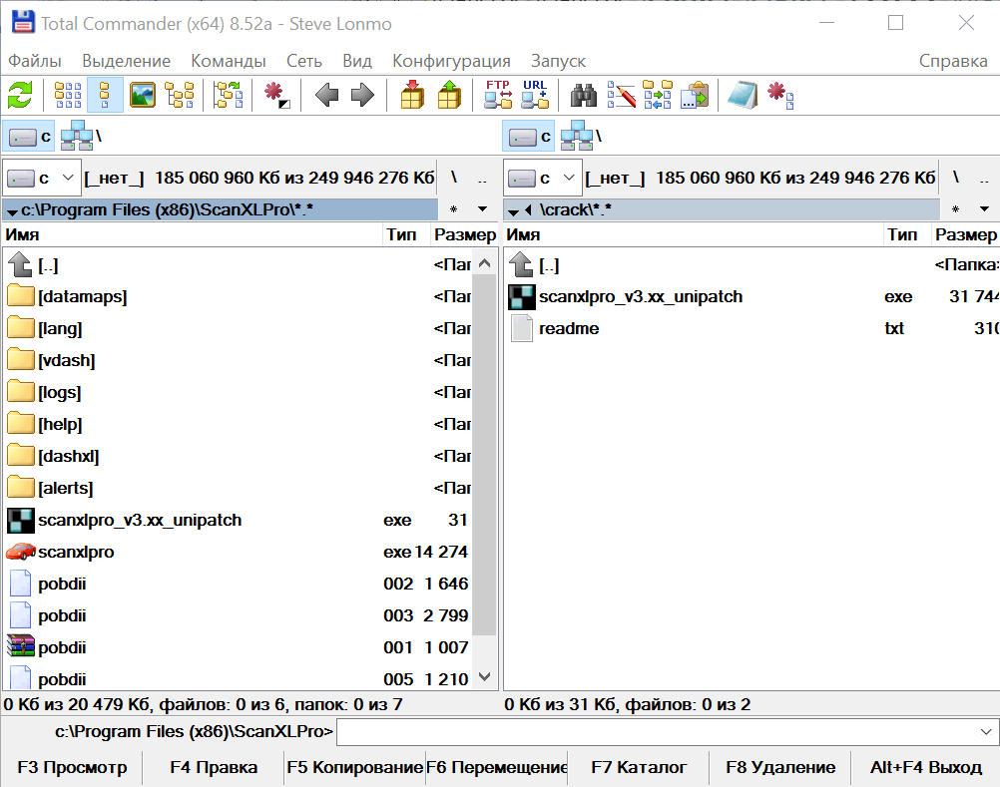 Total Commander (x64) 8.52a - Steve Lonmo
Файлы Выделение Команды Сеть Вид Конфигурация Запуск Справка
FTP URL
c \ c \
c [_нет_] 185 060 960 Кб из 249 946 276 Кб \ .. c [_нет_] 185 060 960 Кб из 249 946 276 Кб \ ..
c:\Program Files (x86)\ScanXLPro\*.* * \crack\*.* *
Имя Тип Размер Имя Тип Размер
[..] <Пап
[datamaps] <Пап
[lang] <Пап
[vdash] <Пап
[logs] <Пап
[help] <Пап
[dashxl] <Пап
[alerts] <Пап
scanxlpro_v3.xx_unipatch exe 31
scanxlpro exe 14 274
pobdii 002 1 646
pobdii 003 2 799
pobdii 001 1 007
pobdii 005 1 210
[..] <Папка>
scanxlpro_v3.xx_unipatch exe 31 744
readme txt 310
0 Кб из 20 479 Кб, файлов: 0 из 6, папок: 0 из 7
0 Кб из 31 Кб, файлов: 0 из 2
c:\Program Files (x86)\ScanXLPro>
F3 Просмотр F4 Правка F5 Копирование F6 Перемещение F7 Каталог F8 Удаление Alt+F4 Выход